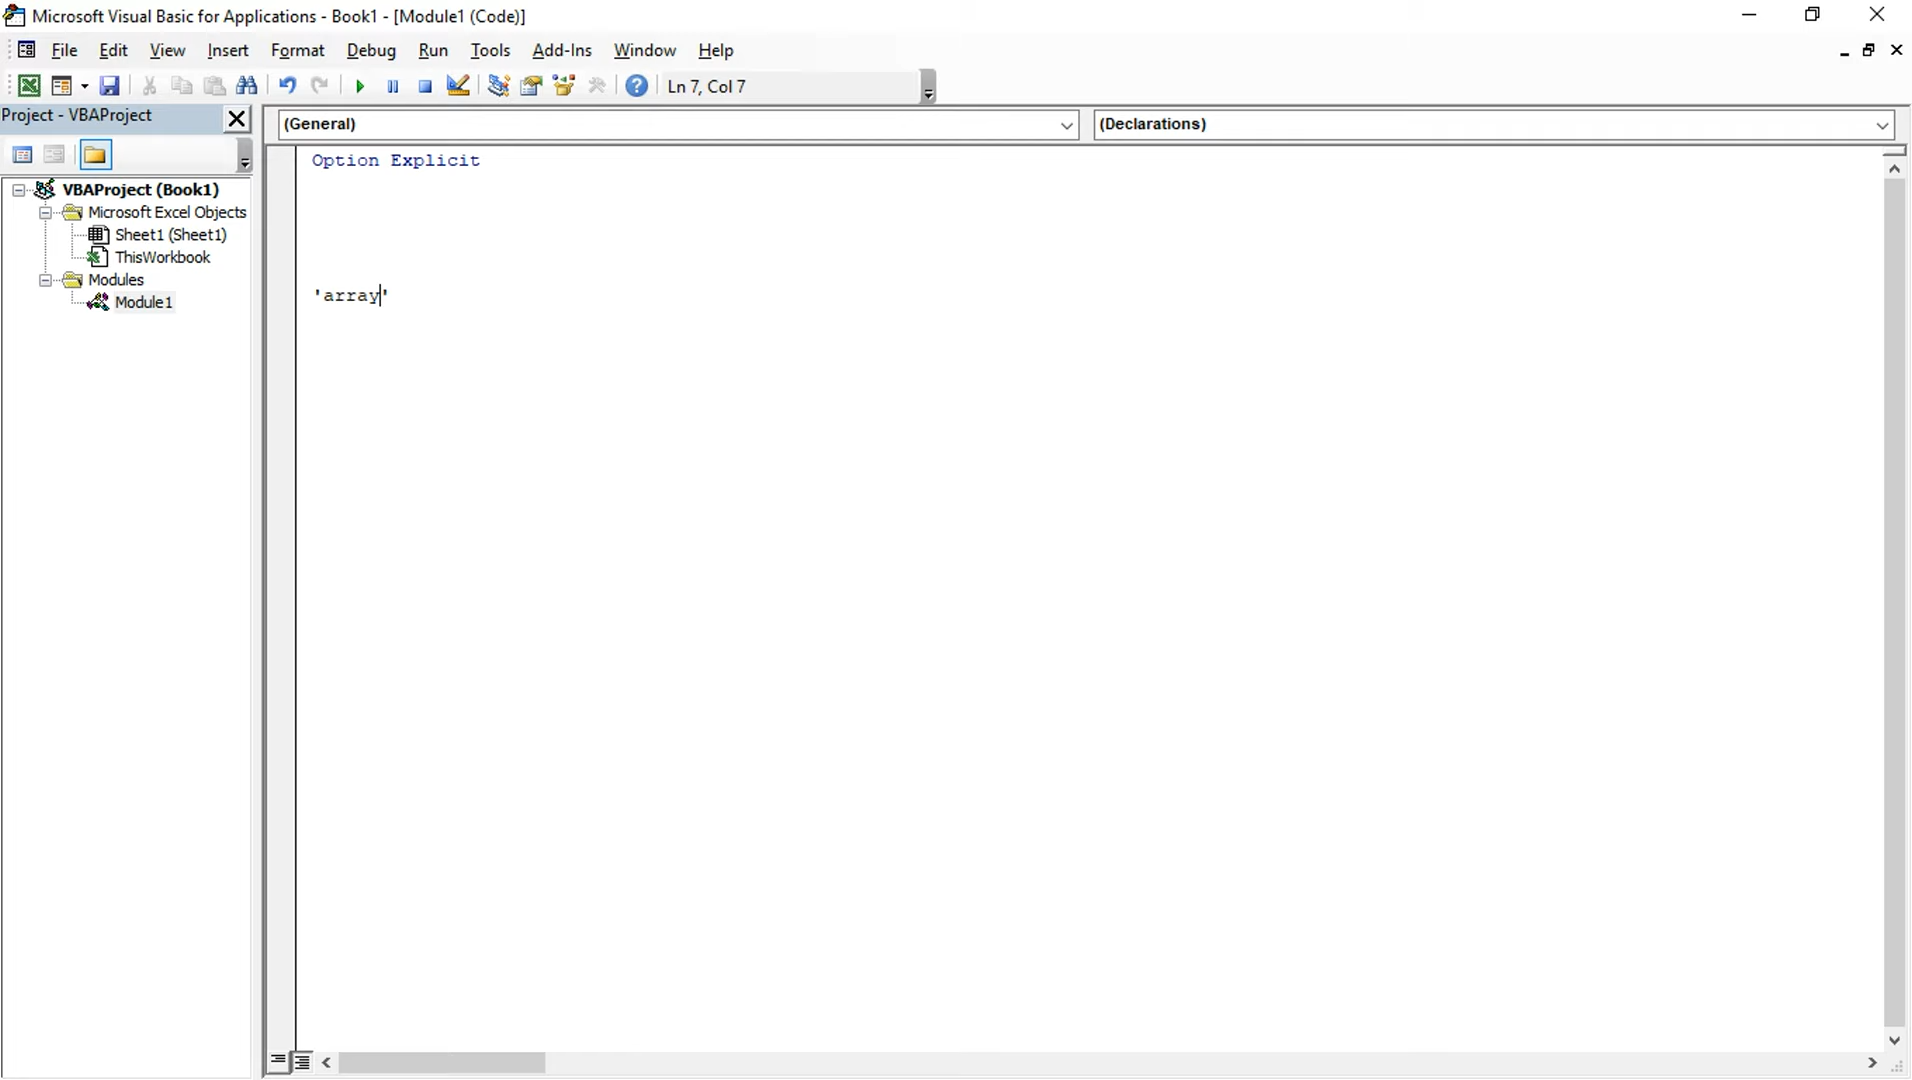 Microsoft Visual Basic for Applications - Book1 - [Module1 (Code)]
File Edit View Insert Format Debug Run Tools Add-Ins Window Help
Ln 7, Col 7
Project - VBAProject
(General)
(Declarations)
Option Explicit
VBAProject (Book1)
Microsoft Excel Objects
Sheet1 (Sheet1)
ThisWorkbook
Modules
Module1
'array'